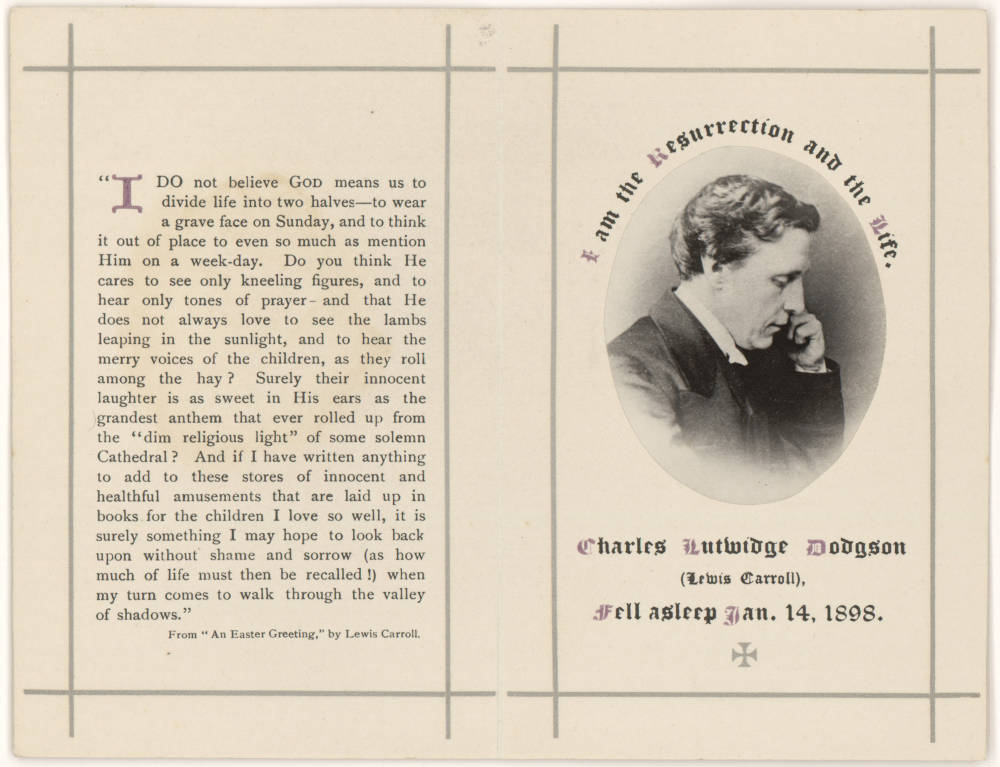 “I DO not believe GOD means us to
divide life into two halves—to wear
a grave face on Sunday, and to think
it out of place to even so much as mention
Him on a week-day. Do you think He
cares to see only kneeling figures, and to
hear only tones of prayer – and that He
does not always love to see the lambs
leaping in the sunlight, and to hear the
merry voices of the children, as they roll
among the hay ? Surely their innocent
laughter is as sweet in His ears as the
grandest anthem that ever rolled up from
the “dim religious light” of some solemn
Cathedral ? And if I have written anything
to add to these stores of innocent and
healthful amusements that are laid up in
books for the children I love so well, it is
surely something I may hope to look back
upon without shame and sorrow (as how
much of life must then be recalled !) when
my turn comes to walk through the valley
of shadows.”
From “ An Easter Greeting,” by Lewis Carroll.
I am the Resurrection and the Life.
Charles Lutwidge Dodgson
(Lewis Carroll),
Fell asleep Jan. 14, 1898.